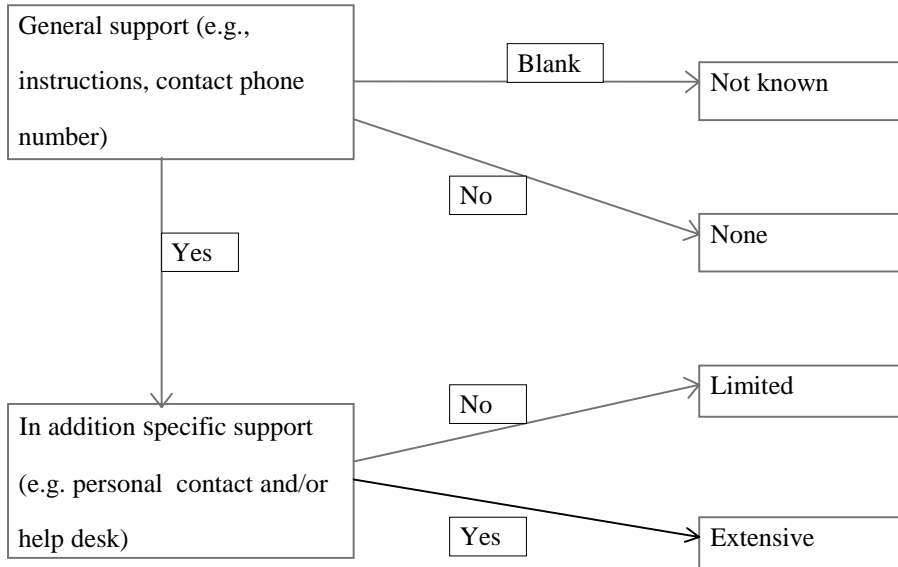 General support (e.g.,
instructions, contact phone
number)
Blank
Not known
No
None
Yes
In addition specific support
(e.g. personal  contact and/or
help desk)
No
Limited
Yes
Extensive